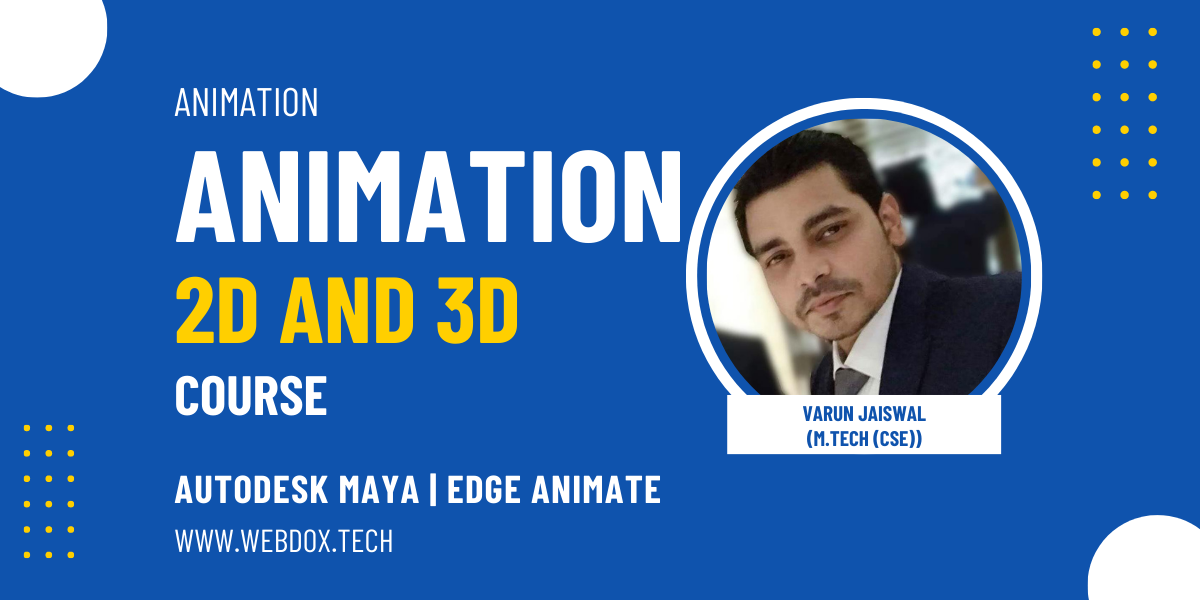 ANIMATION
ANIMATION
2D AND 3D
COURSE
AUTODESK MAYA | EDGE ANIMATE
WWW.WEBDOX.TECH
VARUN JAISWAL
(M.TECH (CSE))